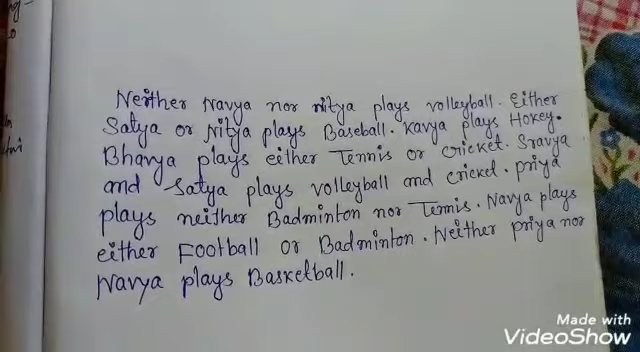 Neither Navya nor nitya plays volleyball. Either
Satya or Nitya plays Baseball. Kavya plays Hokey.
Bhavya plays either Tennis or cricket. Sravya
and Satya plays volleyball and cricket. priya
plays neither Badminton nor Tennis. Navya plays
either Football or Badminton. Neither priya nor
Navya plays Basketball.
Made with
VideoShow